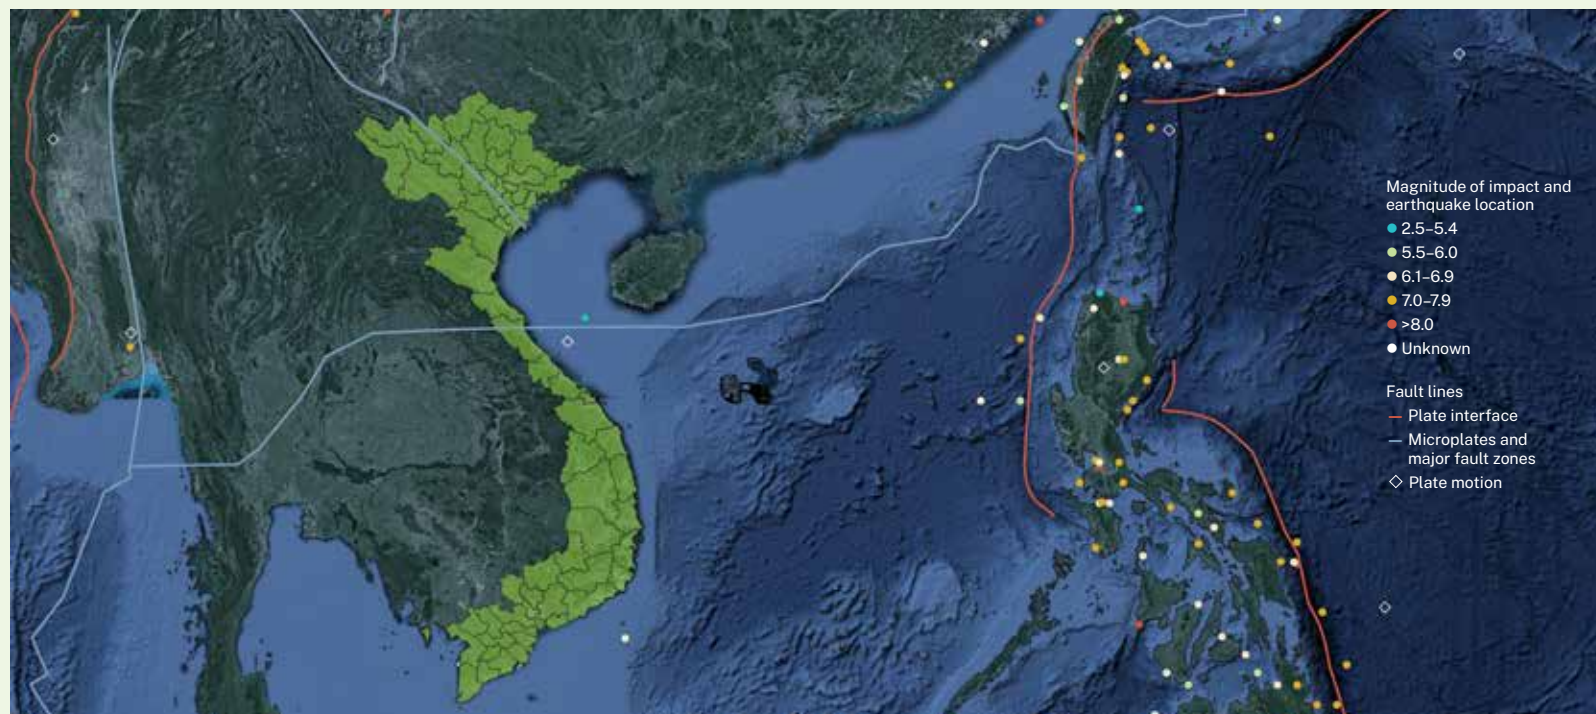 Magnitude of impact and
earthquake location
2.5–5.4
5.5–6.0
6.1–6.9
7.0–7.9
>8.0
Unknown
Fault lines
Plate interface
Microplates and
major fault zones
Plate motion